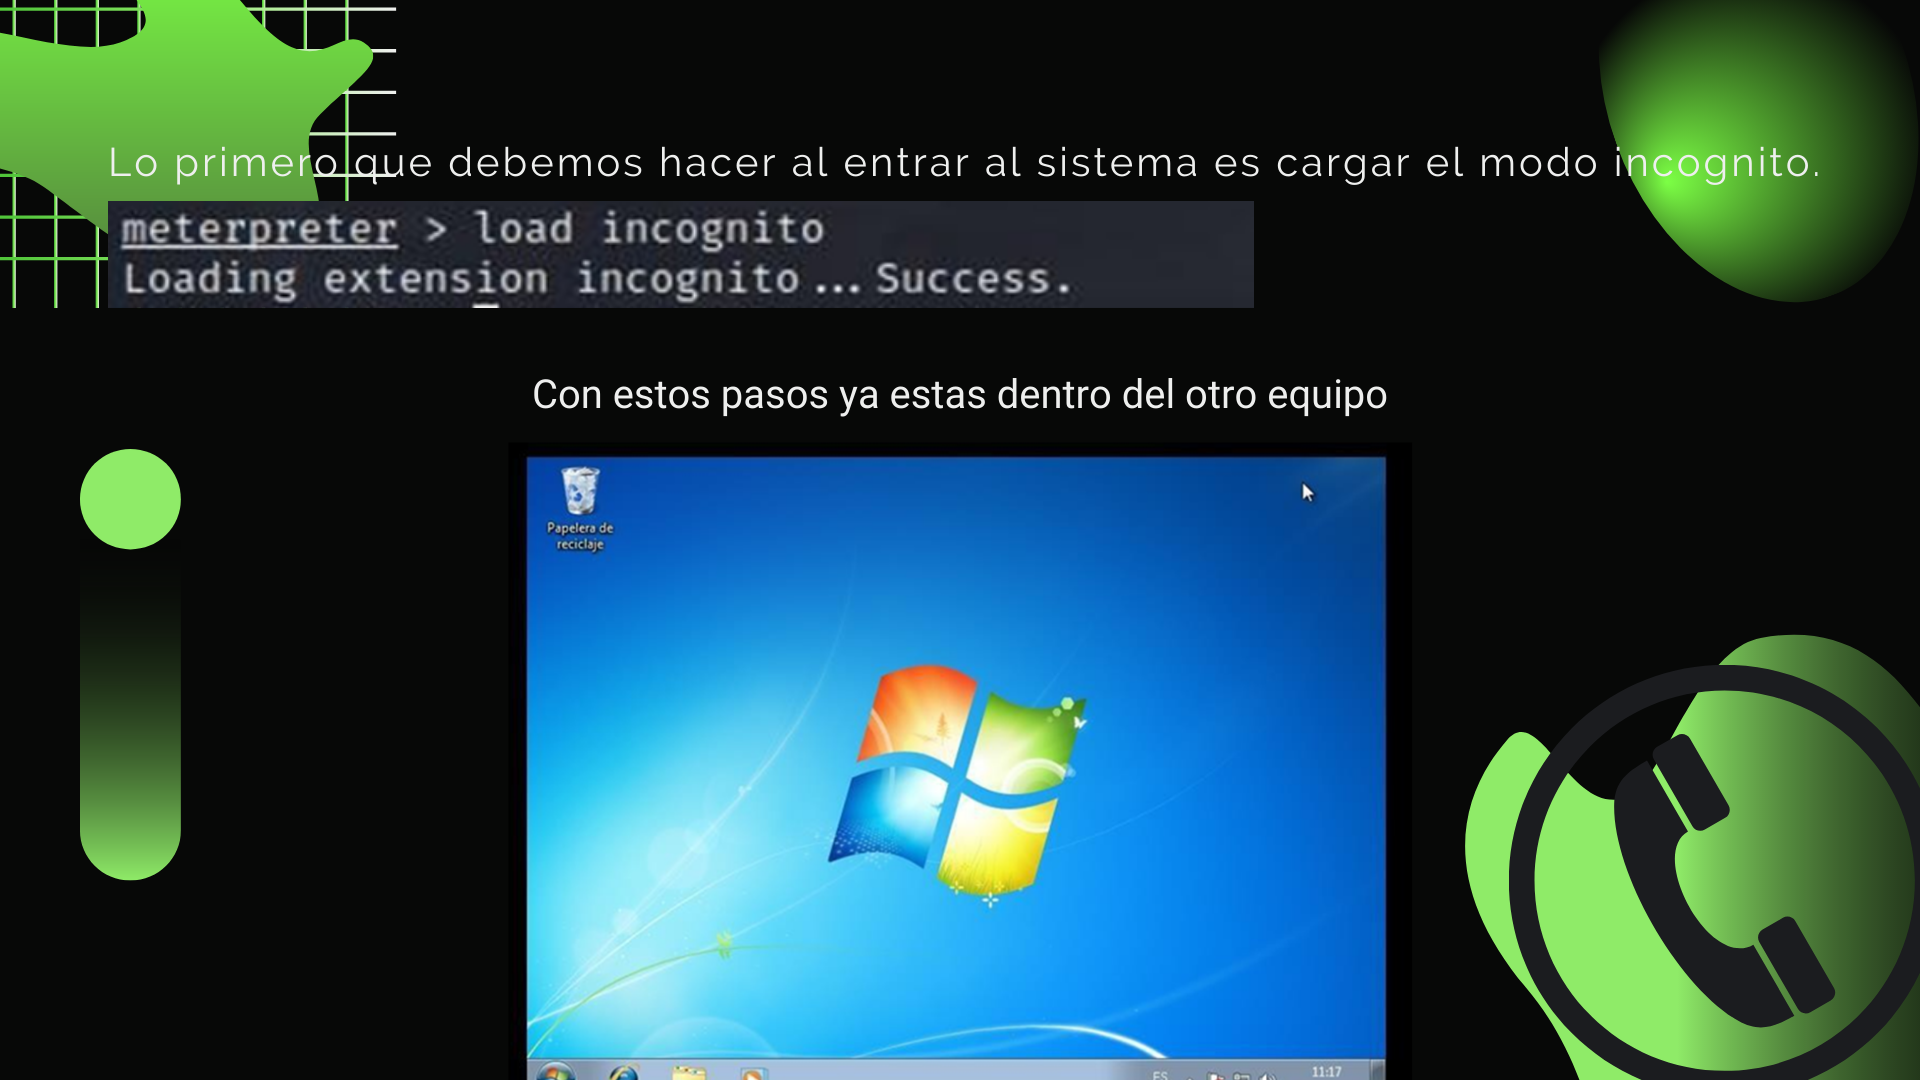 Lo primero que debemos hacer al entrar al sistema es cargar el modo incognito.
meterpreter > load incognito
Loading extension incognito... Success.
Con estos pasos ya estas dentro del otro equipo
Papelera de
reciclaje
ES
11:17